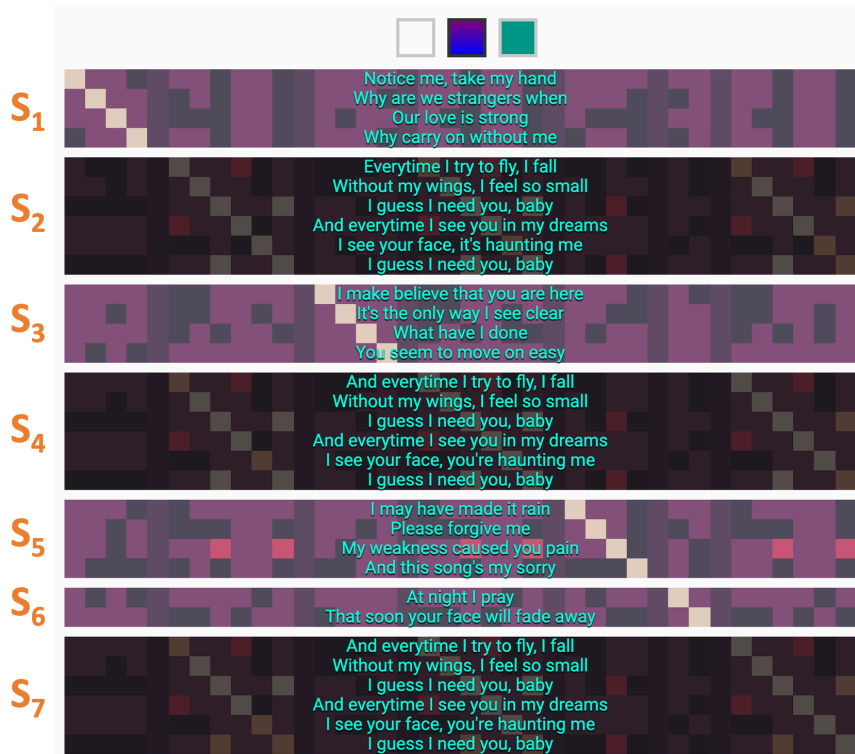 S1
Notice me, take my hand
Why are we strangers when
Our love is strong
Why carry on without me
S2
Everytime I try to fly, I fall
Without my wings, I feel so small
I guess I need you, baby
And everytime I see you in my dreams
I see your face, it's haunting me
I guess I need you, baby
S3
I make believe that you are here
It's the only way I see clear
What have I done
You seem to move on easy
S4
And everytime I try to fly, I fall
Without my wings, I feel so small
I guess I need you, baby
And everytime I see you in my dreams
I see your face, you're haunting me
I guess I need you, baby
S5
I may have made it rain
Please forgive me
My weakness caused you pain
And this song's my sorry
S6
At night I pray
That soon your face will fade away
S7
And everytime I try to fly, I fall
Without my wings, I feel so small
I guess I need you, baby
And everytime I see you in my dreams
I see your face, you're haunting me
I guess I need you, baby